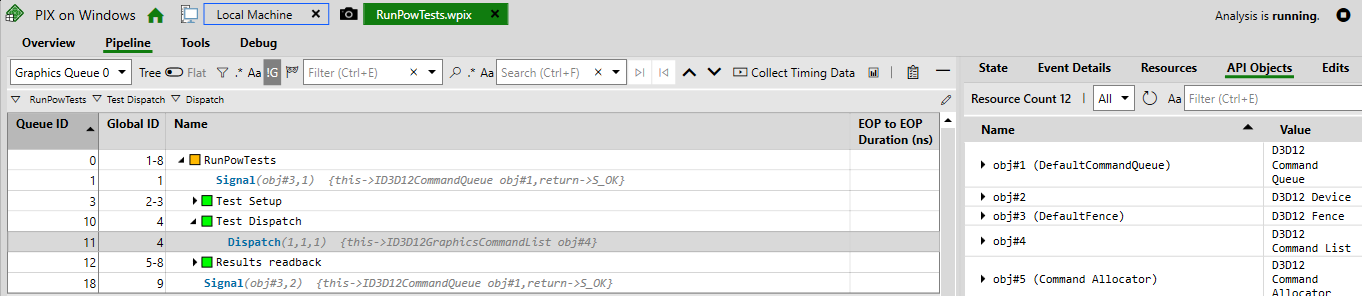 PIX on Windows Local Machine × RunPowTests.wpix × Analysis is running.
Overview Pipeline Tools Debug
Graphics Queue 0 Tree Flat .* Aa !G Filter (Ctrl+E) × .* Aa Search (Ctrl+F) × Collect Timing Data
RunPowTests Test Dispatch Dispatch
Queue ID Global ID Name EOP to EOP
Duration (ns)
0 1-8 RunPowTests
1 1 Signal(obj#3,1) {this->ID3D12CommandQueue obj#1,return->S_OK}
3 2-3 Test Setup
10 4 Test Dispatch
11 4 Dispatch(1,1,1) {this->ID3D12GraphicsCommandList obj#4}
12 5-8 Results readback
18 9 Signal(obj#3,2) {this->ID3D12CommandQueue obj#1,return->S_OK}
State Event Details Resources API Objects Edits
Resource Count 12 All Aa Filter (Ctrl+E)
Name Value
obj#1 (DefaultCommandQueue) D3D12
Command
Queue
obj#2 D3D12 Device
obj#3 (DefaultFence) D3D12 Fence
obj#4 D3D12
Command List
obj#5 (Command Allocator) D3D12
Command
Allocator